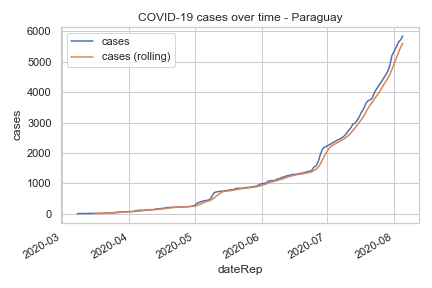 COVID-19 cases over time - Paraguay
cases
cases (rolling)
6000
5000
4000
3000
2000
1000
0
cases
2020-03
2020-04
2020-05
2020-06
2020-07
2020-08
dateRep